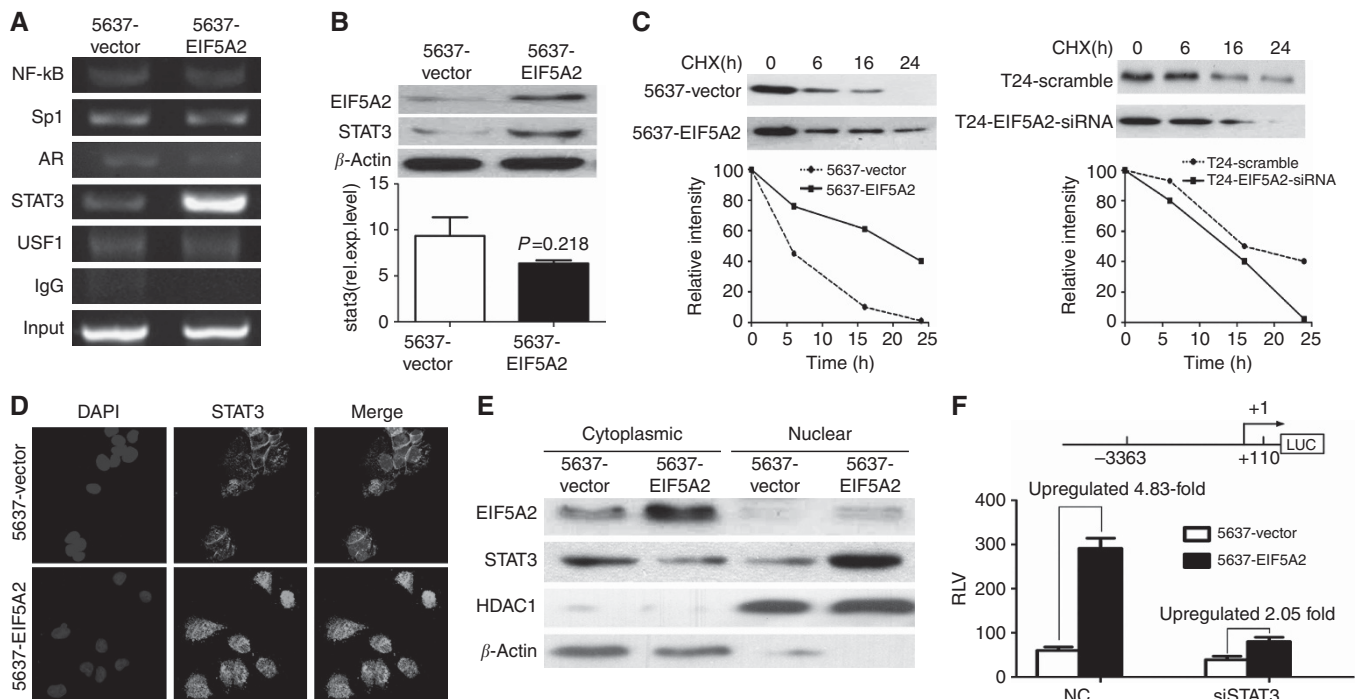 A
5637-
vector
5637-
EIF5A2
NF-kB
Sp1
AR
STAT3
USF1
IgG
Input
B
5637-
vector
5637-
EIF5A2
EIF5A2
STAT3
β-Actin
15
10
5
0
stat3(rel.exp.level)
P=0.218
5637-
vector
5637-
EIF5A2
C
CHX(h) 0 6 16 24
5637-vector
5637-EIF5A2
100
80
60
40
20
0
Relative intensity
5637-vector
5637-EIF5A2
0 5 10 15 20 25
Time (h)
CHX(h) 0 6 16 24
T24-scramble
T24-EIF5A2-siRNA
100
80
60
40
20
0
Relative intensity
T24-scramble
T24-EIF5A2-siRNA
0 5 10 15 20 25
Time (h)
D
DAPI STAT3 Merge
5637-vector
5637-EIF5A2
E
Cytoplasmic Nuclear
5637-
vector
5637-
EIF5A2
5637-
vector
5637-
EIF5A2
EIF5A2
STAT3
HDAC1
β-Actin
F
+1
−3363
+110
LUC
400
300
200
100
0
RLV
Upregulated 4.83-fold
5637-vector
5637-EIF5A2
Upregulated 2.05 fold
NC siSTAT3